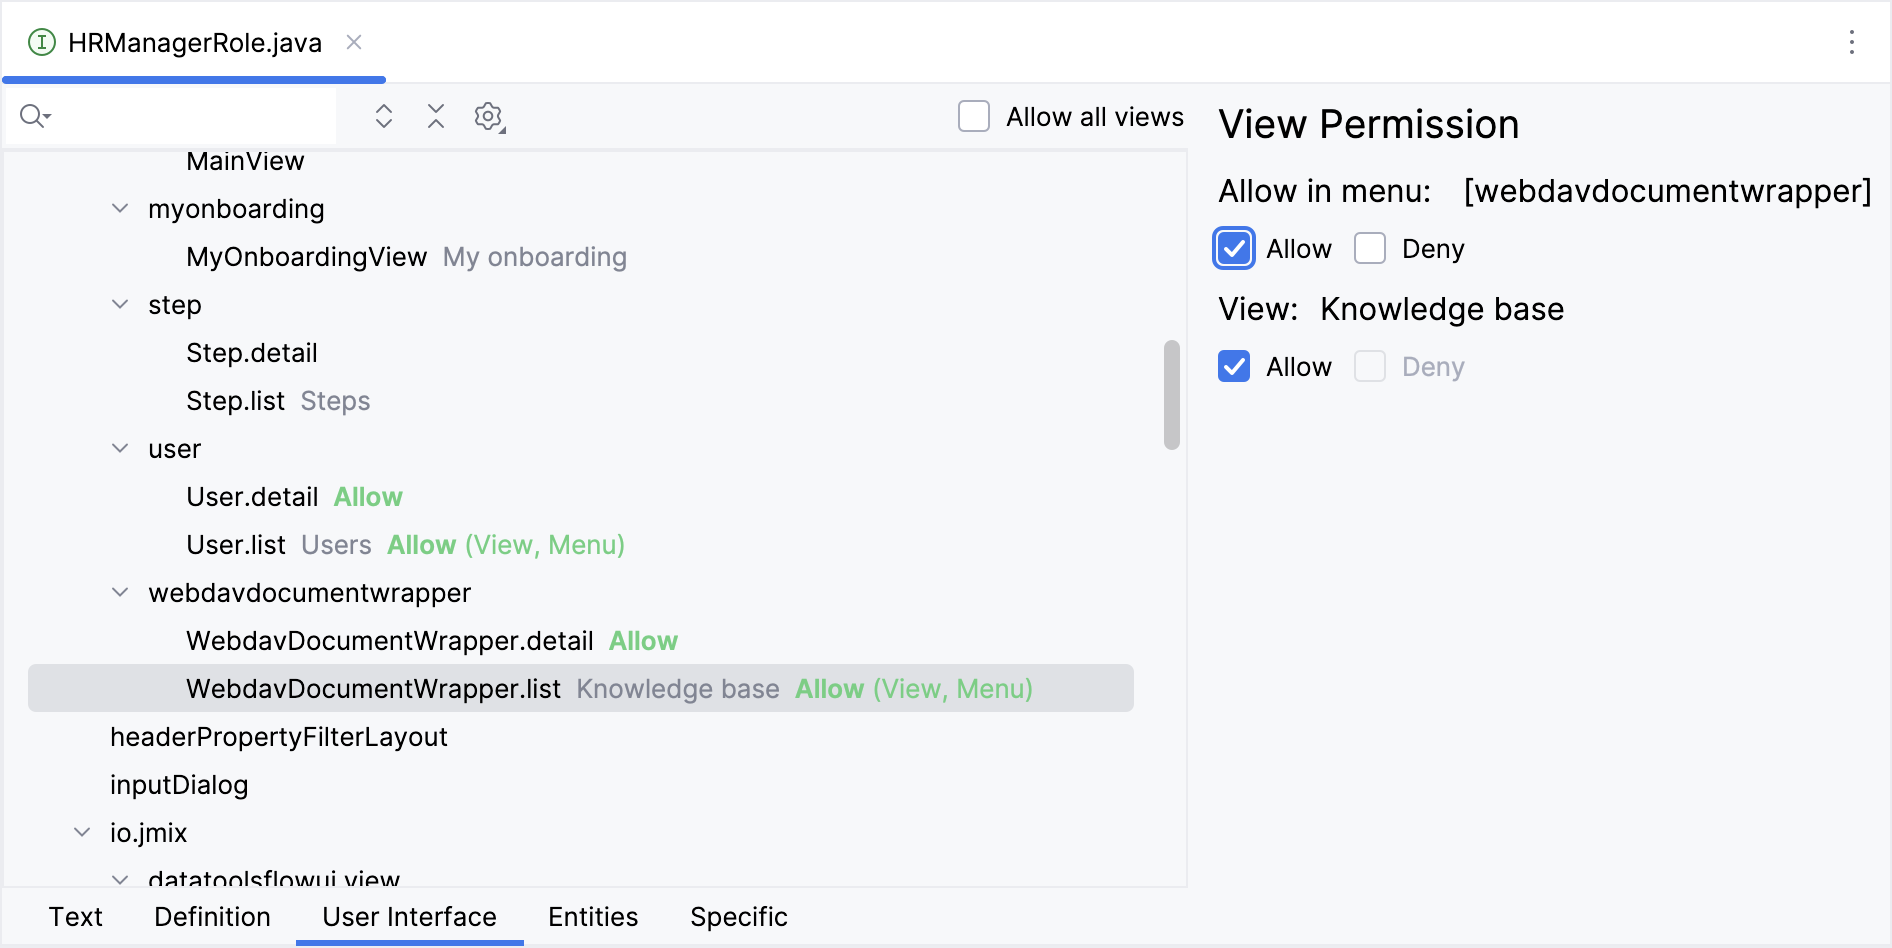 HRManagerRole.java
Allow all views
MainView
myonboarding
MyOnboardingView My onboarding
step
Step.detail
Step.list Steps
user
User.detail Allow
User.list Users Allow (View, Menu)
webdavdocumentwrapper
WebdavDocumentWrapper.detail Allow
WebdavDocumentWrapper.list Knowledge base Allow (View, Menu)
headerPropertyFilterLayout
inputDialog
io.jmix
datatoolsflowui.view
View Permission
Allow in menu: [webdavdocumentwrapper]
Allow Deny
View: Knowledge base
Allow Deny
Text Definition User Interface Entities Specific